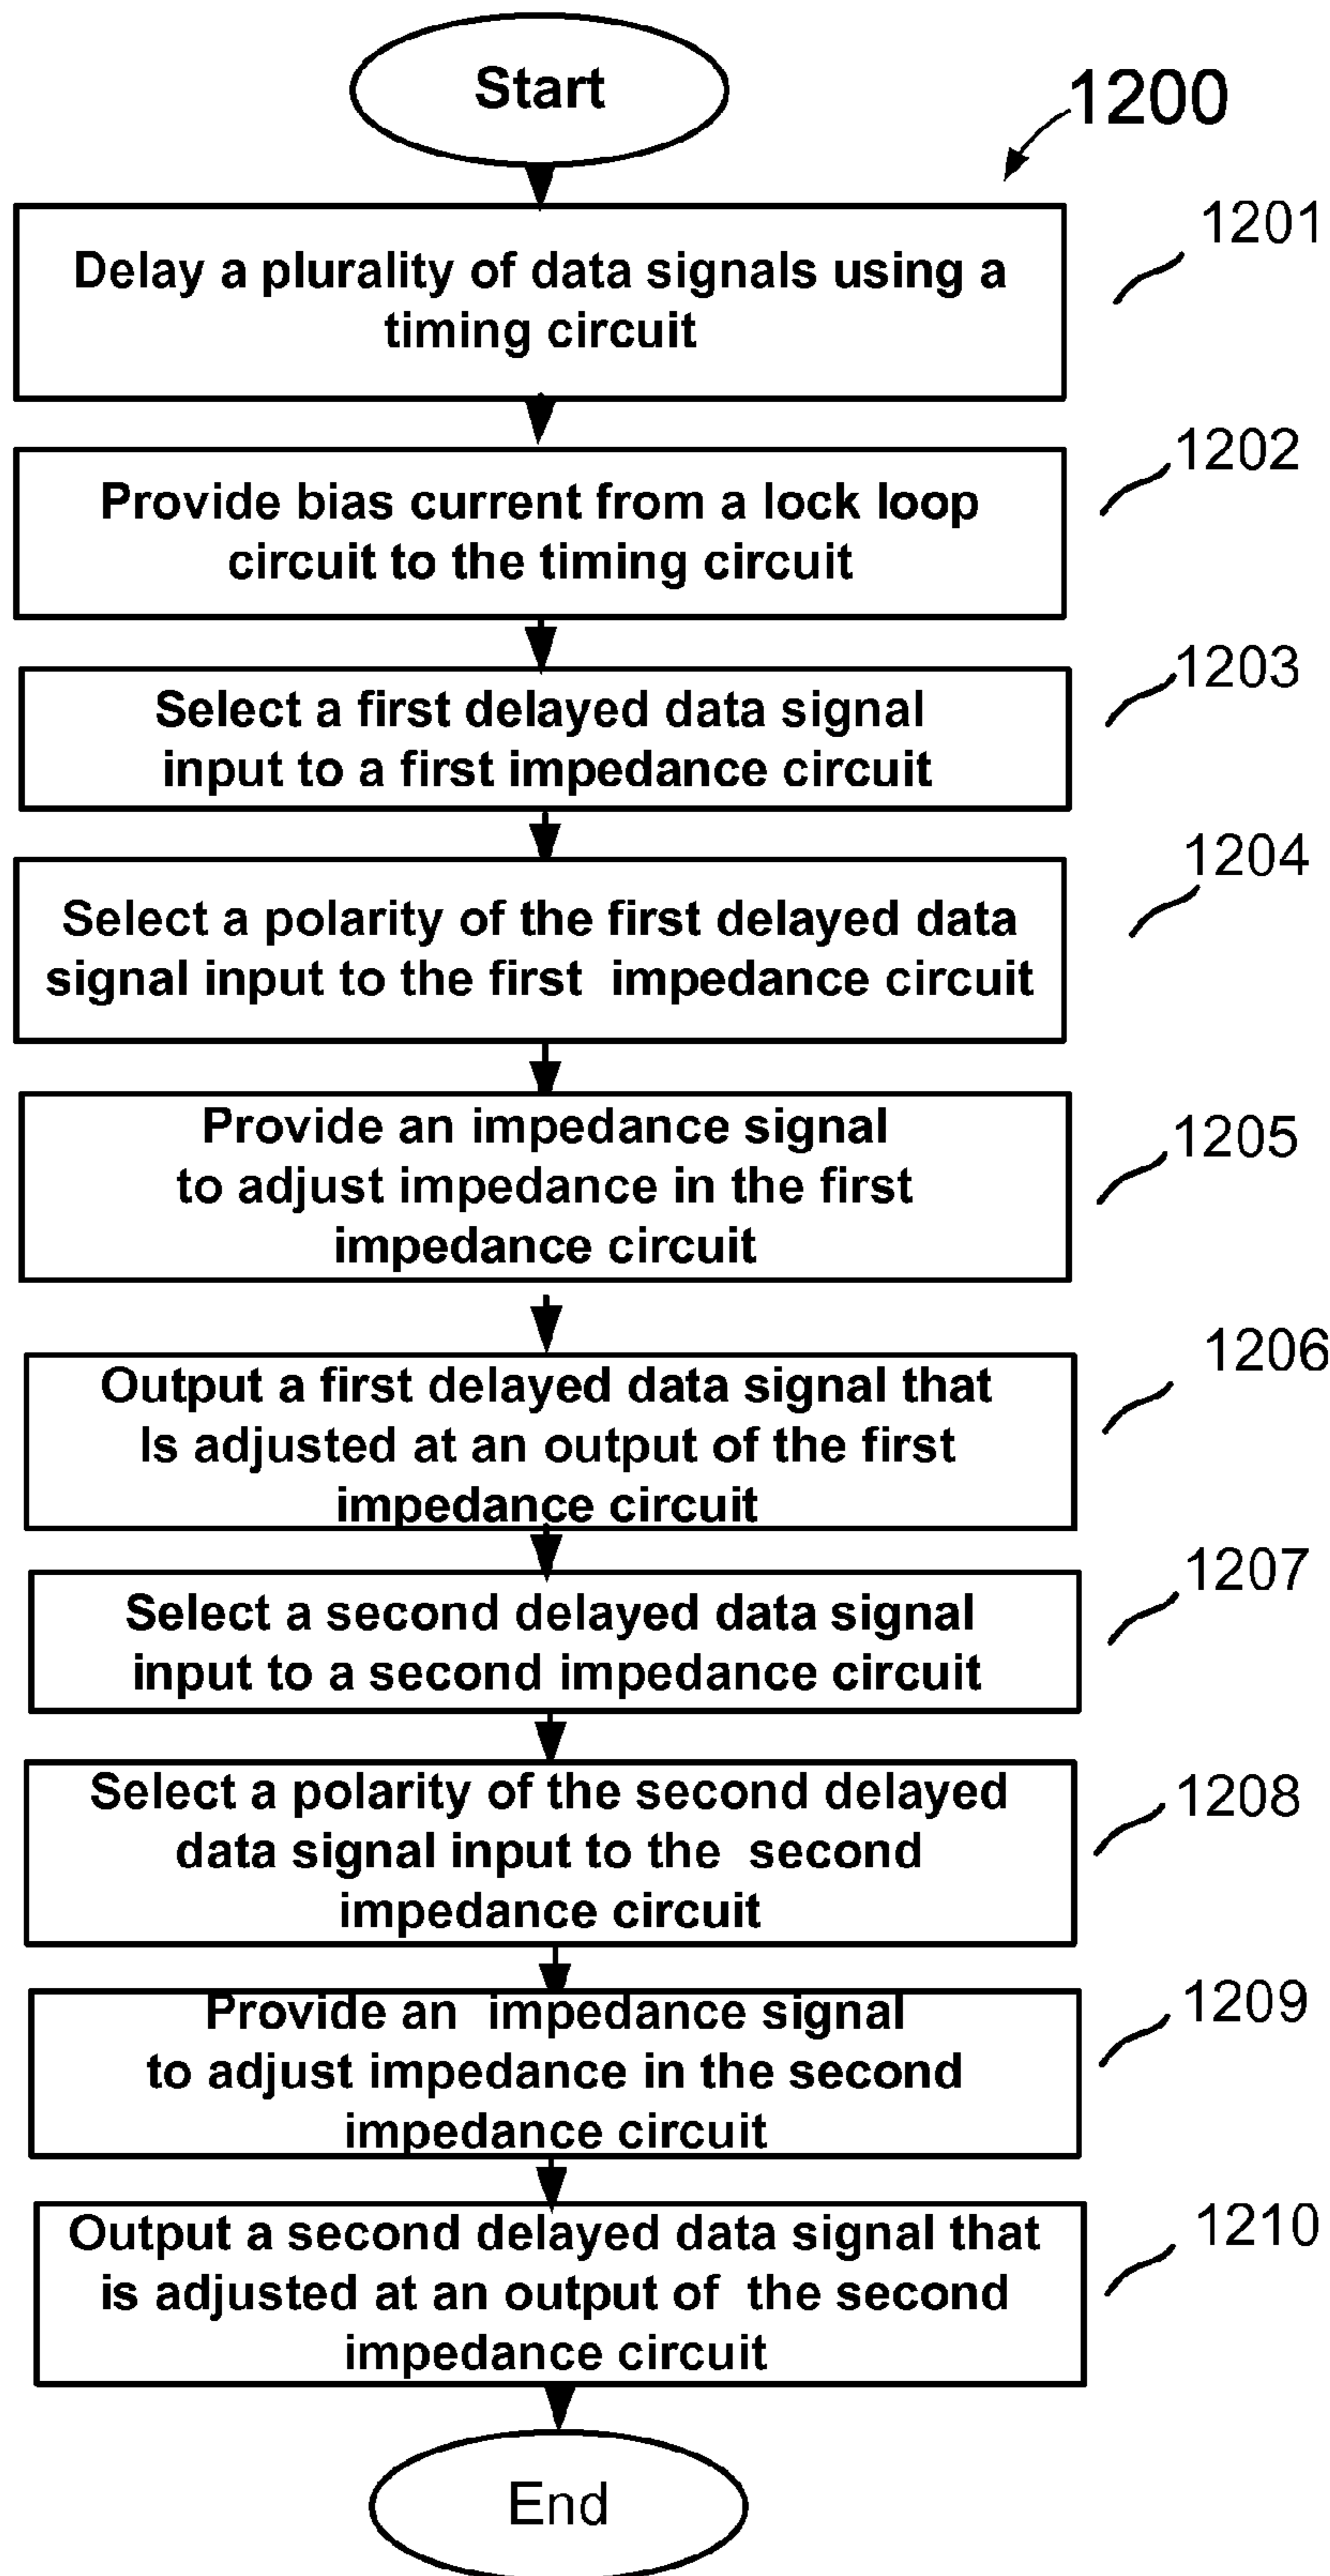 Start
1200
1201
Delay a plurality of data signals using a
timing circuit
1202
Provide bias current from a lock loop
circuit to the timing circuit
1203
Select a first delayed data signal
input to a first impedance circuit
1204
Select a polarity of the first delayed data
signal input to the first impedance circuit
1205
Provide an impedance signal
to adjust impedance in the first
impedance circuit
1206
Output a first delayed data signal that
Is adjusted at an output of the first
impedance circuit
1207
Select a second delayed data signal
input to a second impedance circuit
1208
Select a polarity of the second delayed
data signal input to the second
impedance circuit
1209
Provide an impedance signal
to adjust impedance in the second
impedance circuit
1210
Output a second delayed data signal that
is adjusted at an output of the second
impedance circuit
End